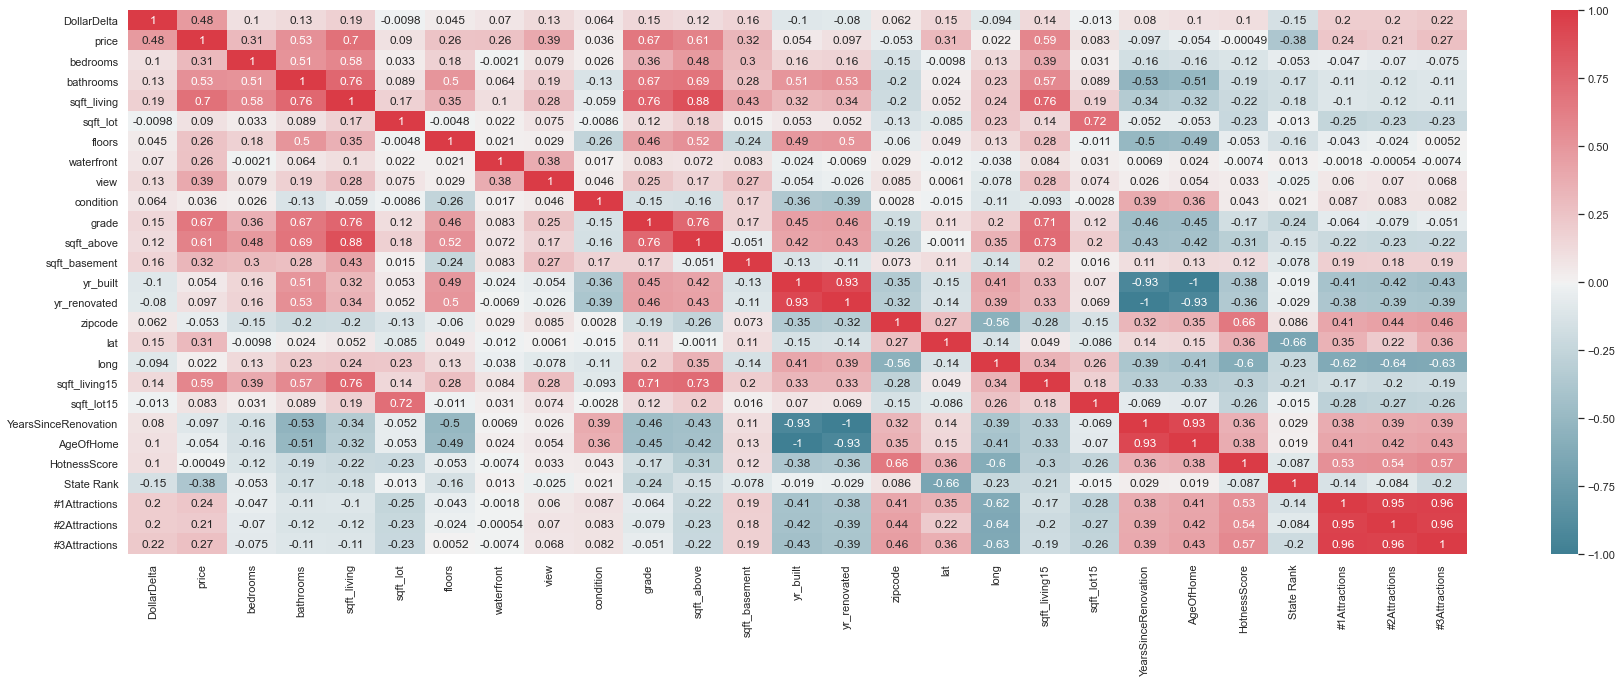 DollarDelta 1 0.48 0.1 0.13 0.19 -0.0098 0.045 0.07 0.13 0.064 0.15 0.12 0.16 -0.1 -0.08 0.062 0.15 -0.094 0.14 -0.013 0.08 0.1 0.1 -0.15 0.2 0.2 0.22
price 0.48 1 0.31 0.53 0.7 0.09 0.26 0.26 0.39 0.036 0.67 0.61 0.32 0.054 0.097 -0.053 0.31 0.022 0.59 0.083 -0.097 -0.054 -0.00049 -0.38 0.24 0.21 0.27
bedrooms 0.1 0.31 1 0.51 0.58 0.033 0.18 -0.0021 0.079 0.026 0.36 0.48 0.3 0.16 0.16 -0.15 -0.0098 0.13 0.39 0.031 -0.16 -0.16 -0.12 -0.053 -0.047 -0.07 -0.075
bathrooms 0.13 0.53 0.51 1 0.76 0.089 0.5 0.064 0.19 -0.13 0.67 0.69 0.28 0.51 0.53 -0.2 0.024 0.23 0.57 0.089 -0.53 -0.51 -0.19 -0.17 -0.11 -0.12 -0.11
sqft_living 0.19 0.7 0.58 0.76 1 0.17 0.35 0.1 0.28 -0.059 0.76 0.88 0.43 0.32 0.34 -0.2 0.052 0.24 0.76 0.19 -0.34 -0.32 -0.22 -0.18 -0.1 -0.12 -0.11
sqft_lot -0.0098 0.09 0.033 0.089 0.17 1 -0.0048 0.022 0.075 -0.0086 0.12 0.18 0.015 0.053 0.052 -0.13 -0.085 0.23 0.14 0.72 -0.052 -0.053 -0.23 -0.013 -0.25 -0.23 -0.23
floors 0.045 0.26 0.18 0.5 0.35 -0.0048 1 0.021 0.029 -0.26 0.46 0.52 -0.24 0.49 0.5 -0.06 0.049 0.13 0.28 -0.011 -0.5 -0.49 -0.053 -0.16 -0.043 -0.024 0.0052
waterfront 0.07 0.26 -0.0021 0.064 0.1 0.022 0.021 1 0.38 0.017 0.083 0.072 0.083 -0.024 -0.0069 0.029 -0.012 -0.038 0.084 0.031 0.0069 0.024 -0.0074 0.013 -0.0018 -0.00054 -0.0074
view 0.13 0.39 0.079 0.19 0.28 0.075 0.029 0.38 1 0.046 0.25 0.17 0.27 -0.054 -0.026 0.085 0.0061 -0.078 0.28 0.074 0.026 0.054 0.033 -0.025 0.06 0.07 0.068
condition 0.064 0.036 0.026 -0.13 -0.059 -0.0086 -0.26 0.017 0.046 1 -0.15 -0.16 0.17 -0.36 -0.39 0.0028 -0.015 -0.11 -0.093 -0.0028 0.39 0.36 0.043 0.021 0.087 0.083 0.082
grade 0.15 0.67 0.36 0.67 0.76 0.12 0.46 0.083 0.25 -0.15 1 0.76 0.17 0.45 0.46 -0.19 0.11 0.2 0.71 0.12 -0.46 -0.45 -0.17 -0.24 -0.064 -0.079 -0.051
sqft_above 0.12 0.61 0.48 0.69 0.88 0.18 0.52 0.072 0.17 -0.16 0.76 1 -0.051 0.42 0.43 -0.26 -0.0011 0.35 0.73 0.2 -0.43 -0.42 -0.31 -0.15 -0.22 -0.23 -0.22
sqft_basement 0.16 0.32 0.3 0.28 0.43 0.015 -0.24 0.083 0.27 0.17 0.17 -0.051 1 -0.13 -0.11 0.073 0.11 -0.14 0.2 0.016 0.11 0.13 0.12 -0.078 0.19 0.18 0.19
yr_built -0.1 0.054 0.16 0.51 0.32 0.053 0.49 -0.024 -0.054 -0.36 0.45 0.42 -0.13 1 0.93 -0.35 -0.15 0.41 0.33 0.07 -0.93 -1 -0.38 -0.019 -0.41 -0.42 -0.43
yr_renovated -0.08 0.097 0.16 0.53 0.34 0.052 0.5 -0.0069 -0.026 -0.39 0.46 0.43 -0.11 0.93 1 -0.32 -0.14 0.39 0.33 0.069 -1 -0.93 -0.36 -0.029 -0.38 -0.39 -0.39
zipcode 0.062 -0.053 -0.15 -0.2 -0.2 -0.13 -0.06 0.029 0.085 0.0028 -0.19 -0.26 0.073 -0.35 -0.32 1 0.27 -0.56 -0.28 -0.15 0.32 0.35 0.66 0.086 0.41 0.44 0.46
lat 0.15 0.31 -0.0098 0.024 0.052 -0.085 0.049 -0.012 0.0061 -0.015 0.11 -0.0011 0.11 -0.15 -0.14 0.27 1 -0.14 0.049 -0.086 0.14 0.15 0.36 -0.66 0.35 0.22 0.36
long -0.094 0.022 0.13 0.23 0.24 0.23 0.13 -0.038 -0.078 -0.11 0.2 0.35 -0.14 0.41 0.39 -0.56 -0.14 1 0.34 0.26 -0.39 -0.41 -0.6 -0.23 -0.62 -0.64 -0.63
sqft_living15 0.14 0.59 0.39 0.57 0.76 0.14 0.28 0.084 0.28 -0.093 0.71 0.73 0.2 0.33 0.33 -0.28 0.049 0.34 1 0.18 -0.33 -0.33 -0.3 -0.21 -0.17 -0.2 -0.19
sqft_lot15 -0.013 0.083 0.031 0.089 0.19 0.72 -0.011 0.031 0.074 -0.0028 0.12 0.2 0.016 0.07 0.069 -0.15 -0.086 0.26 0.18 1 -0.069 -0.07 -0.26 -0.015 -0.28 -0.27 -0.26
YearsSinceRenovation 0.08 -0.097 -0.16 -0.53 -0.34 -0.052 -0.5 0.0069 0.026 0.39 -0.46 -0.43 0.11 -0.93 -1 0.32 0.14 -0.39 -0.33 -0.069 1 0.93 0.36 0.029 0.38 0.39 0.39
AgeOfHome 0.1 -0.054 -0.16 -0.51 -0.32 -0.053 -0.49 0.024 0.054 0.36 -0.45 -0.42 0.13 -1 -0.93 0.35 0.15 -0.41 -0.33 -0.07 0.93 1 0.38 0.019 0.41 0.42 0.43
HotnessScore 0.1 -0.00049 -0.12 -0.19 -0.22 -0.23 -0.053 -0.0074 0.033 0.043 -0.17 -0.31 0.12 -0.38 -0.36 0.66 0.36 -0.6 -0.3 -0.26 0.36 0.38 1 -0.087 0.53 0.54 0.57
State Rank -0.15 -0.38 -0.053 -0.17 -0.18 -0.013 -0.16 0.013 -0.025 0.021 -0.24 -0.15 -0.078 -0.019 -0.029 0.086 -0.66 -0.23 -0.21 -0.015 0.029 0.019 -0.087 1 -0.14 -0.084 -0.2
#1Attractions 0.2 0.24 -0.047 -0.11 -0.1 -0.25 -0.043 -0.0018 0.06 0.087 -0.064 -0.22 0.19 -0.41 -0.38 0.41 0.35 -0.62 -0.17 -0.28 0.38 0.41 0.53 -0.14 1 0.95 0.96
#2Attractions 0.2 0.21 -0.07 -0.12 -0.12 -0.23 -0.024 -0.00054 0.07 0.083 -0.079 -0.23 0.18 -0.42 -0.39 0.44 0.22 -0.64 -0.2 -0.27 0.39 0.42 0.54 -0.084 0.95 1 0.96
#3Attractions 0.22 0.27 -0.075 -0.11 -0.11 -0.23 0.0052 -0.0074 0.068 0.082 -0.051 -0.22 0.19 -0.43 -0.39 0.46 0.36 -0.63 -0.19 -0.26 0.39 0.43 0.57 -0.2 0.96 0.96 1
DollarDelta
price
bedrooms
bathrooms
sqft_living
sqft_lot
floors
waterfront
view
condition
grade
sqft_above
sqft_basement
yr_built
yr_renovated
zipcode
lat
long
sqft_living15
sqft_lot15
YearsSinceRenovation
AgeOfHome
HotnessScore
State Rank
#1Attractions
#2Attractions
#3Attractions
1.00
0.75
0.50
0.25
0.00
-0.25
-0.50
-0.75
-1.00